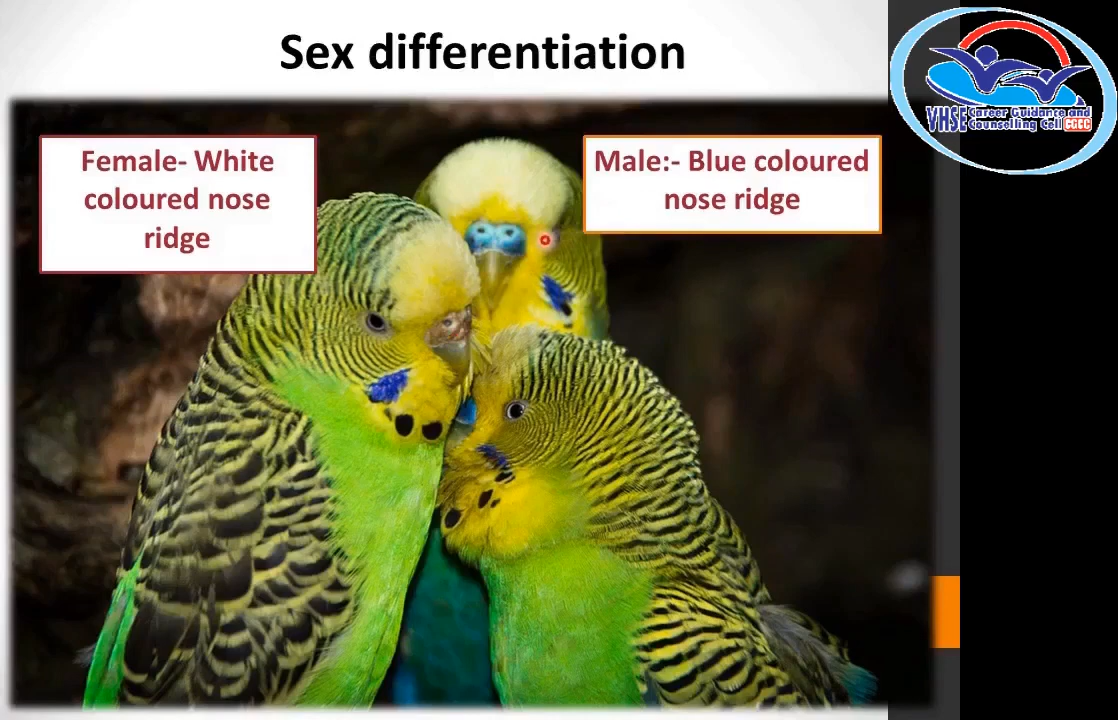 Sex differentiation
Female- White
coloured nose
ridge
Male:- Blue coloured
nose ridge
VHSE Career Guidance and
Counselling Cell CGCC